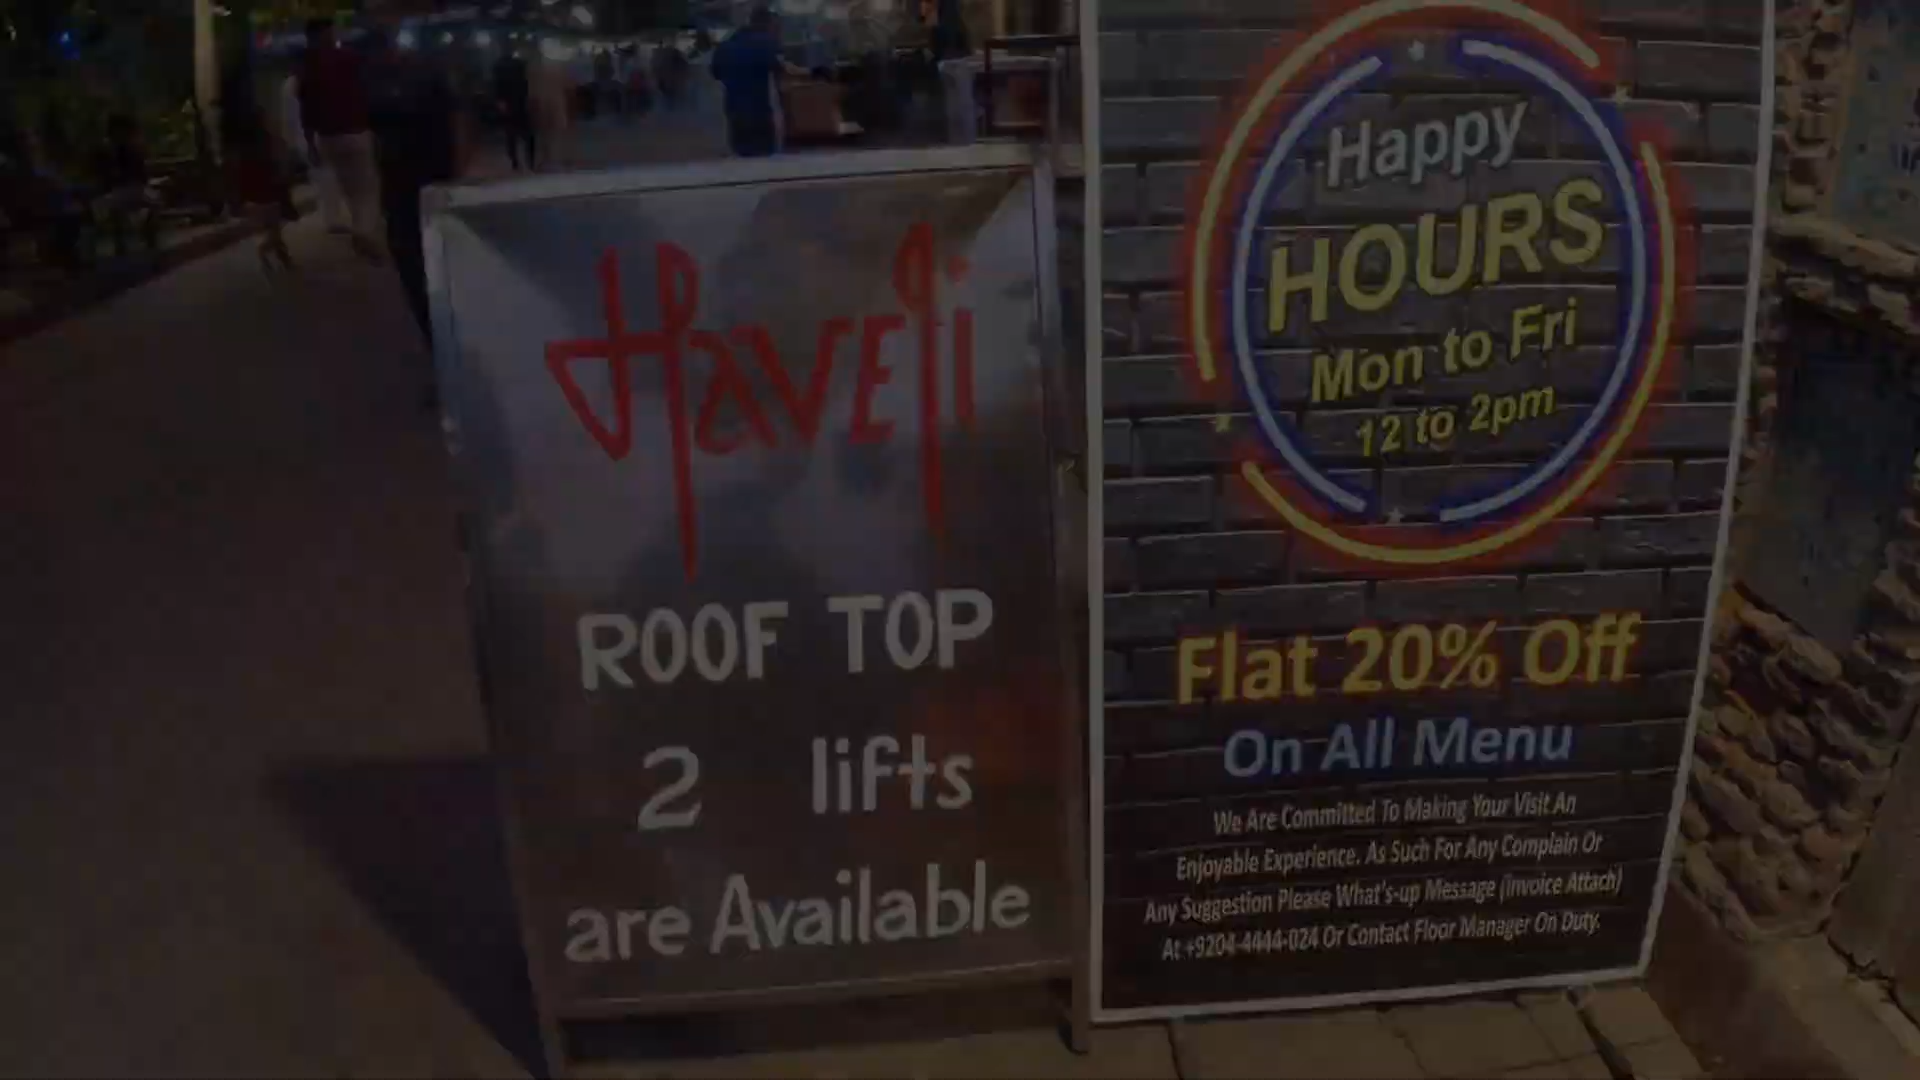 Haveli
ROOF TOP
2 lifts
are Available
Happy
HOURS
Mon to Fri
12 to 2pm
Flat 20% Off
On All Menu
We Are Committed To Making Your Visit An
Enjoyable Experience. As Such For Any Complain Or
Any Suggestion Please What's-up Message (invoice Attach)
At +9204-4444-024 Or Contact Floor Manager On Duty.